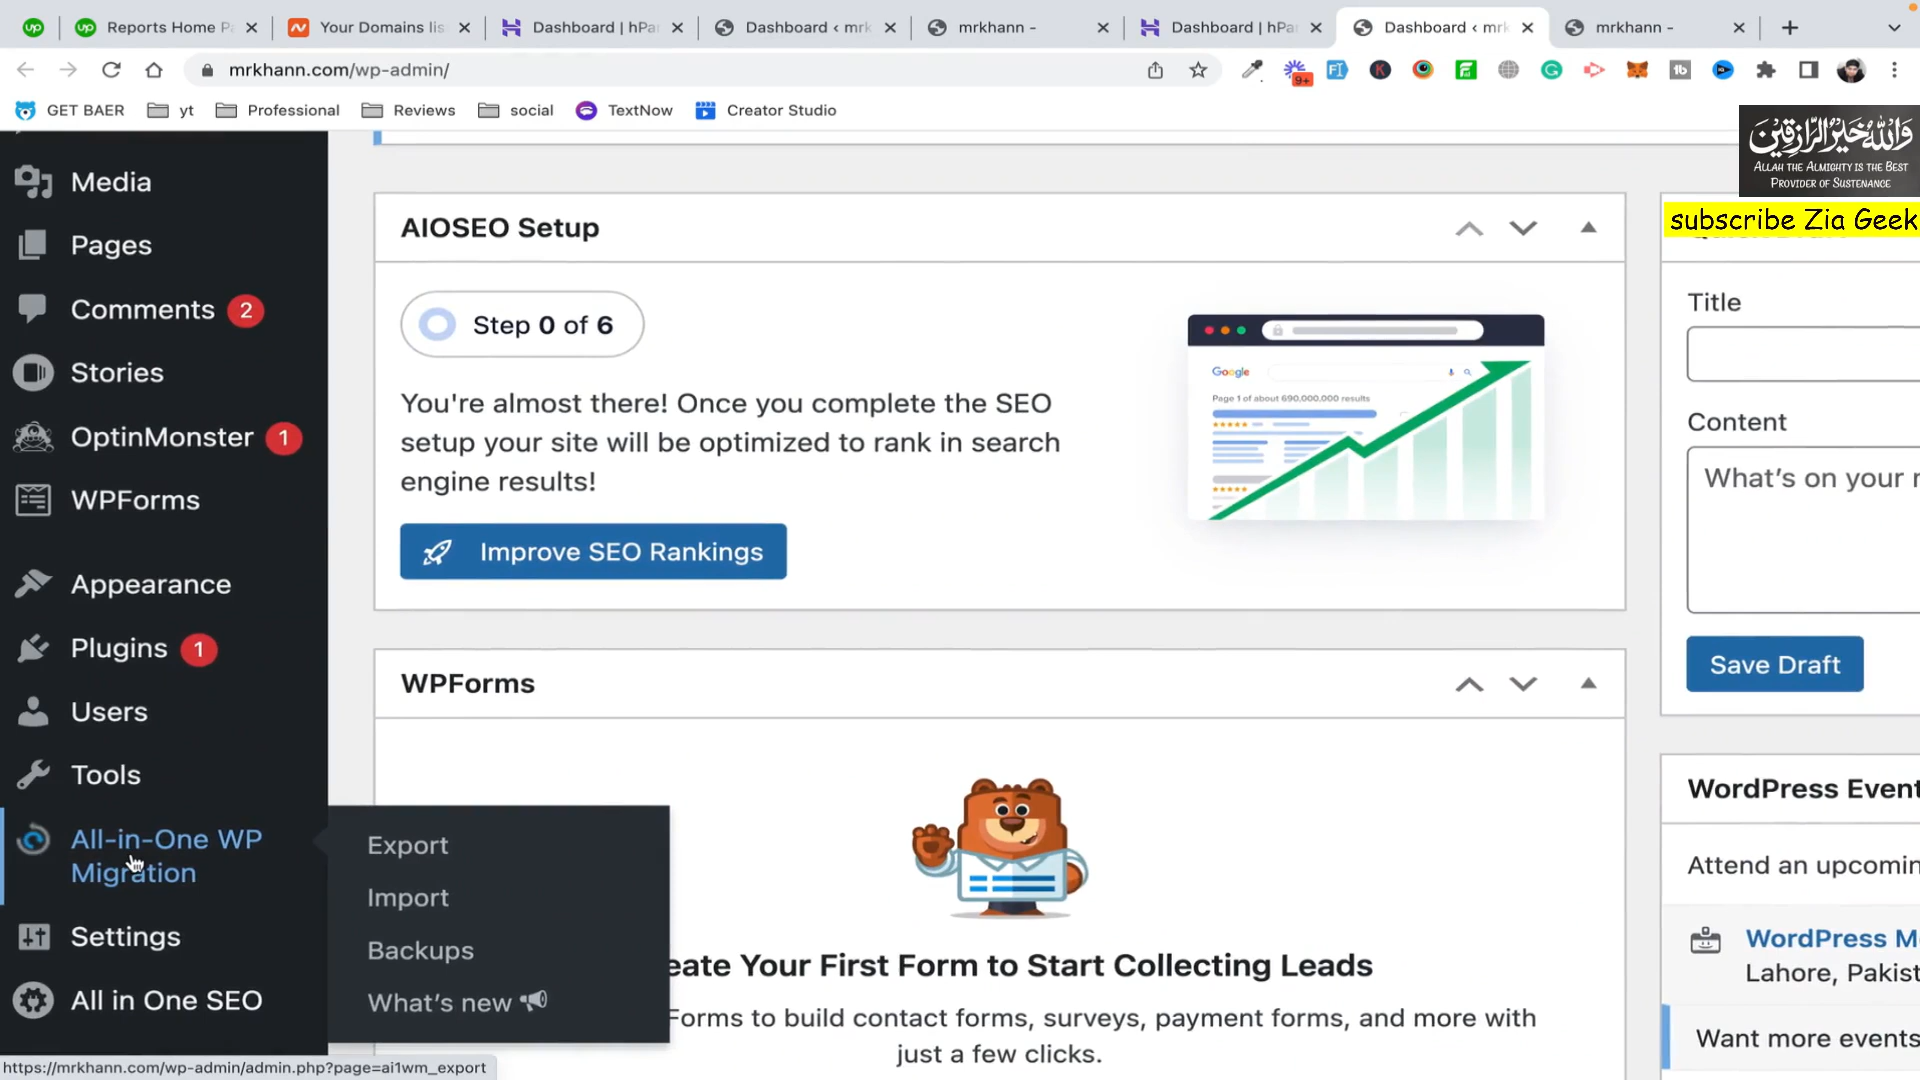 Reports Home P
Your Domains lis
Dashboard | hPa
Dashboard ‹ mrk
mrkhann –
Dashboard | hPa
Dashboard ‹ mrk
mrkhann –
mrkhann.com/wp-admin/
9+
GET BAER
yt
Professional
Reviews
social
TextNow
Creator Studio
وَاللَّهُ خَيْرُ الرَّازِقِينَ
ALLAH THE ALMIGHTY IS THE BEST
PROVIDER OF SUSTENANCE
subscribe Zia Geek
Media
Pages
Comments 2
Stories
OptinMonster 1
WPForms
Appearance
Plugins 1
Users
Tools
All-in-One WP
Migration
Settings
All in One SEO
Export
Import
Backups
What's new
https://mrkhann.com/wp-admin/admin.php?page=ai1wm_export
AIOSEO Setup
Step 0 of 6
You're almost there! Once you complete the SEO
setup your site will be optimized to rank in search
engine results!
Improve SEO Rankings
Google
Page 1 of about 690,000,000 results
WPForms
eate Your First Form to Start Collecting Leads
Forms to build contact forms, surveys, payment forms, and more with
just a few clicks.
Title
Content
What's on your
Save Draft
WordPress Event
Attend an upcomin
WordPress M
Lahore, Pakist
Want more events